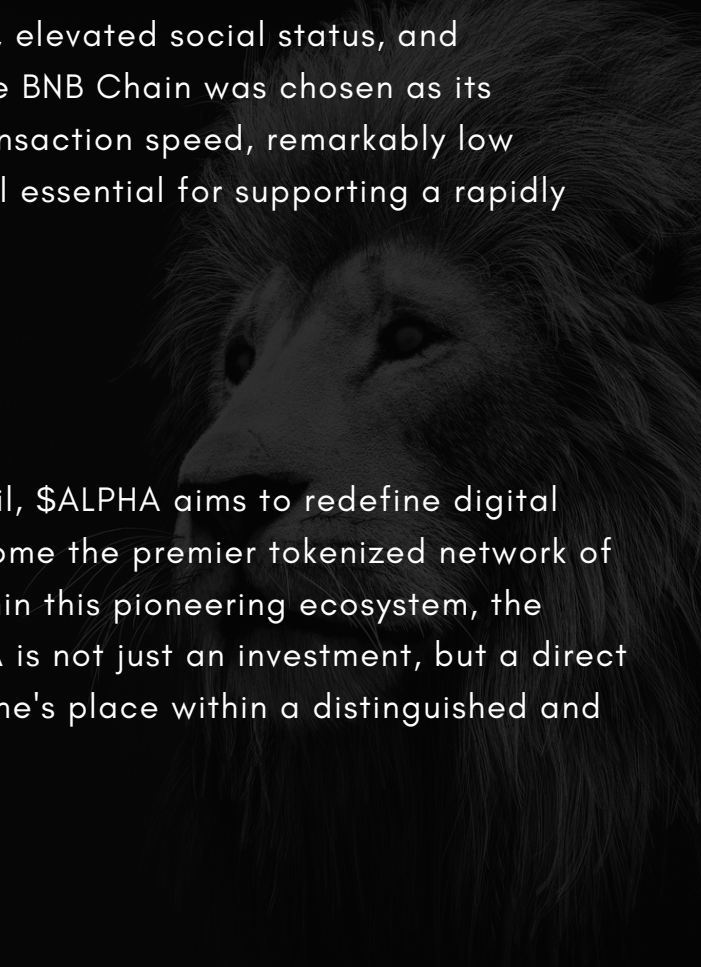 , elevated social status, and
e BNB Chain was chosen as its
nsaction speed, remarkably low
l essential for supporting a rapidly
il, $ALPHA aims to redefine digital
ome the premier tokenized network of
in this pioneering ecosystem, the
A is not just an investment, but a direct
ne's place within a distinguished and